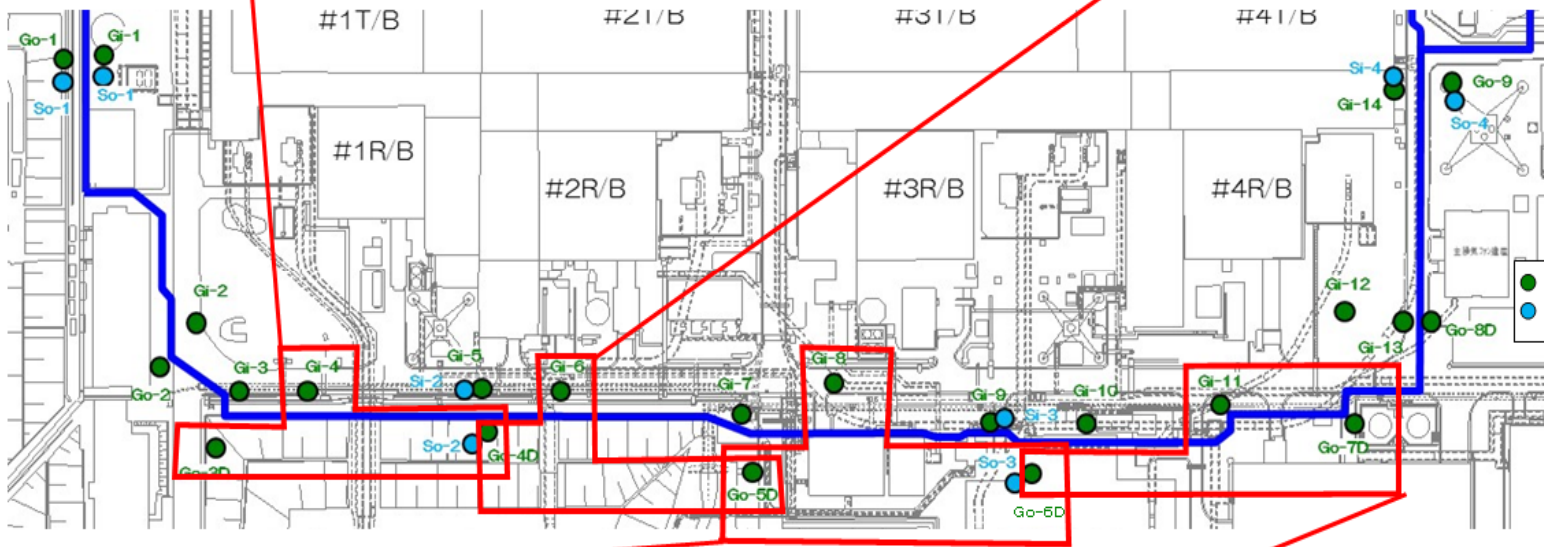 #1T/B
#2T/B
#3T/B
#4T/B
Go-1
Gi-1
So-1
So-1
Si-4
Gi-14
Go-9
So-4
#1R/B
#2R/B
#3R/B
#4R/B
Gi-2
Gi-12
Go-2
Gi-3
Gi-4
Si-2
Gi-5
Gi-6
Gi-7
Gi-8
Gi-9
Si-3
Gi-10
Gi-11
Gi-13
Go-8D
Go-3D
So-2
Go-4D
Go-5D
So-3
Go-6D
Go-7D